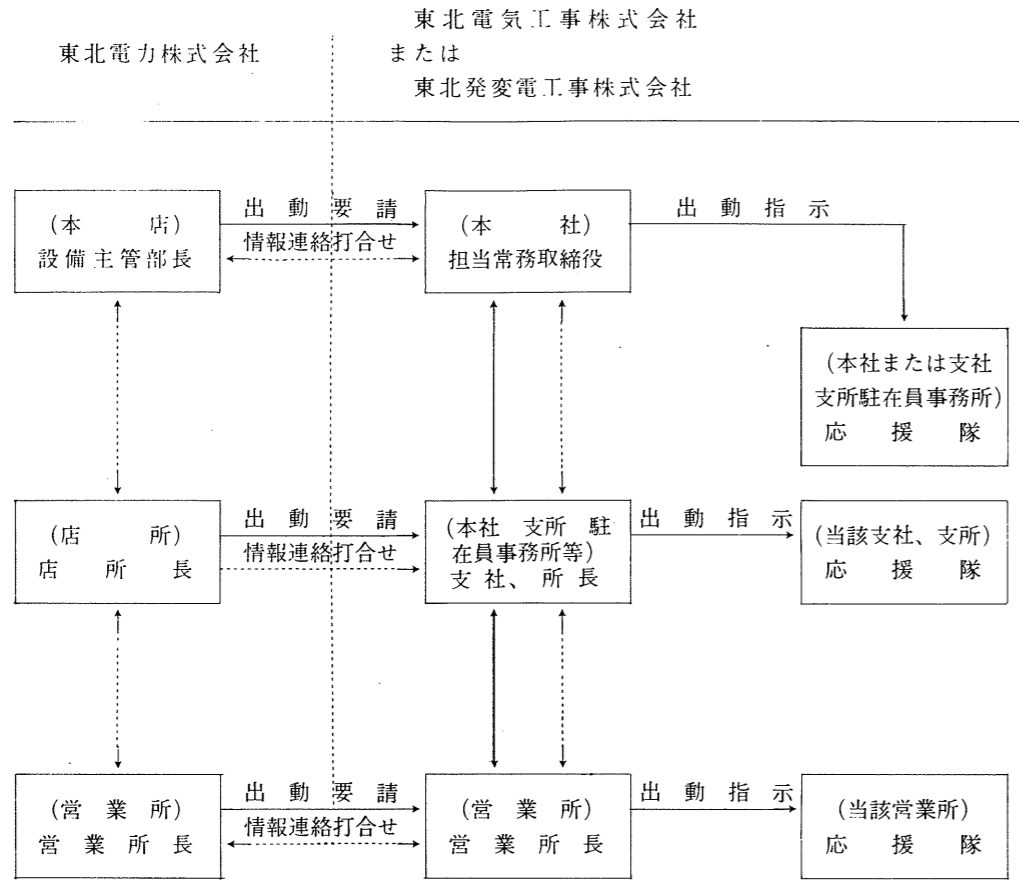 東北電力株式会社
東北電気工事株式会社
または
東北発変電工事株式会社
(本店)
設備主管部長
出動要請
情報連絡打合せ
(本社)
担当常務取締役
出動指示
(本社または支社
支所駐在員事務所)
応援隊
(店所)
店所長
出動要請
情報連絡打合せ
(本社 支所 駐
在員事務所等)
支社、所長
出動指示
(当該支社、支所)
応援隊
(営業所)
営業所長
出動要請
情報連絡打合せ
(営業所)
営業所長
出動指示
(当該営業所)
応援隊